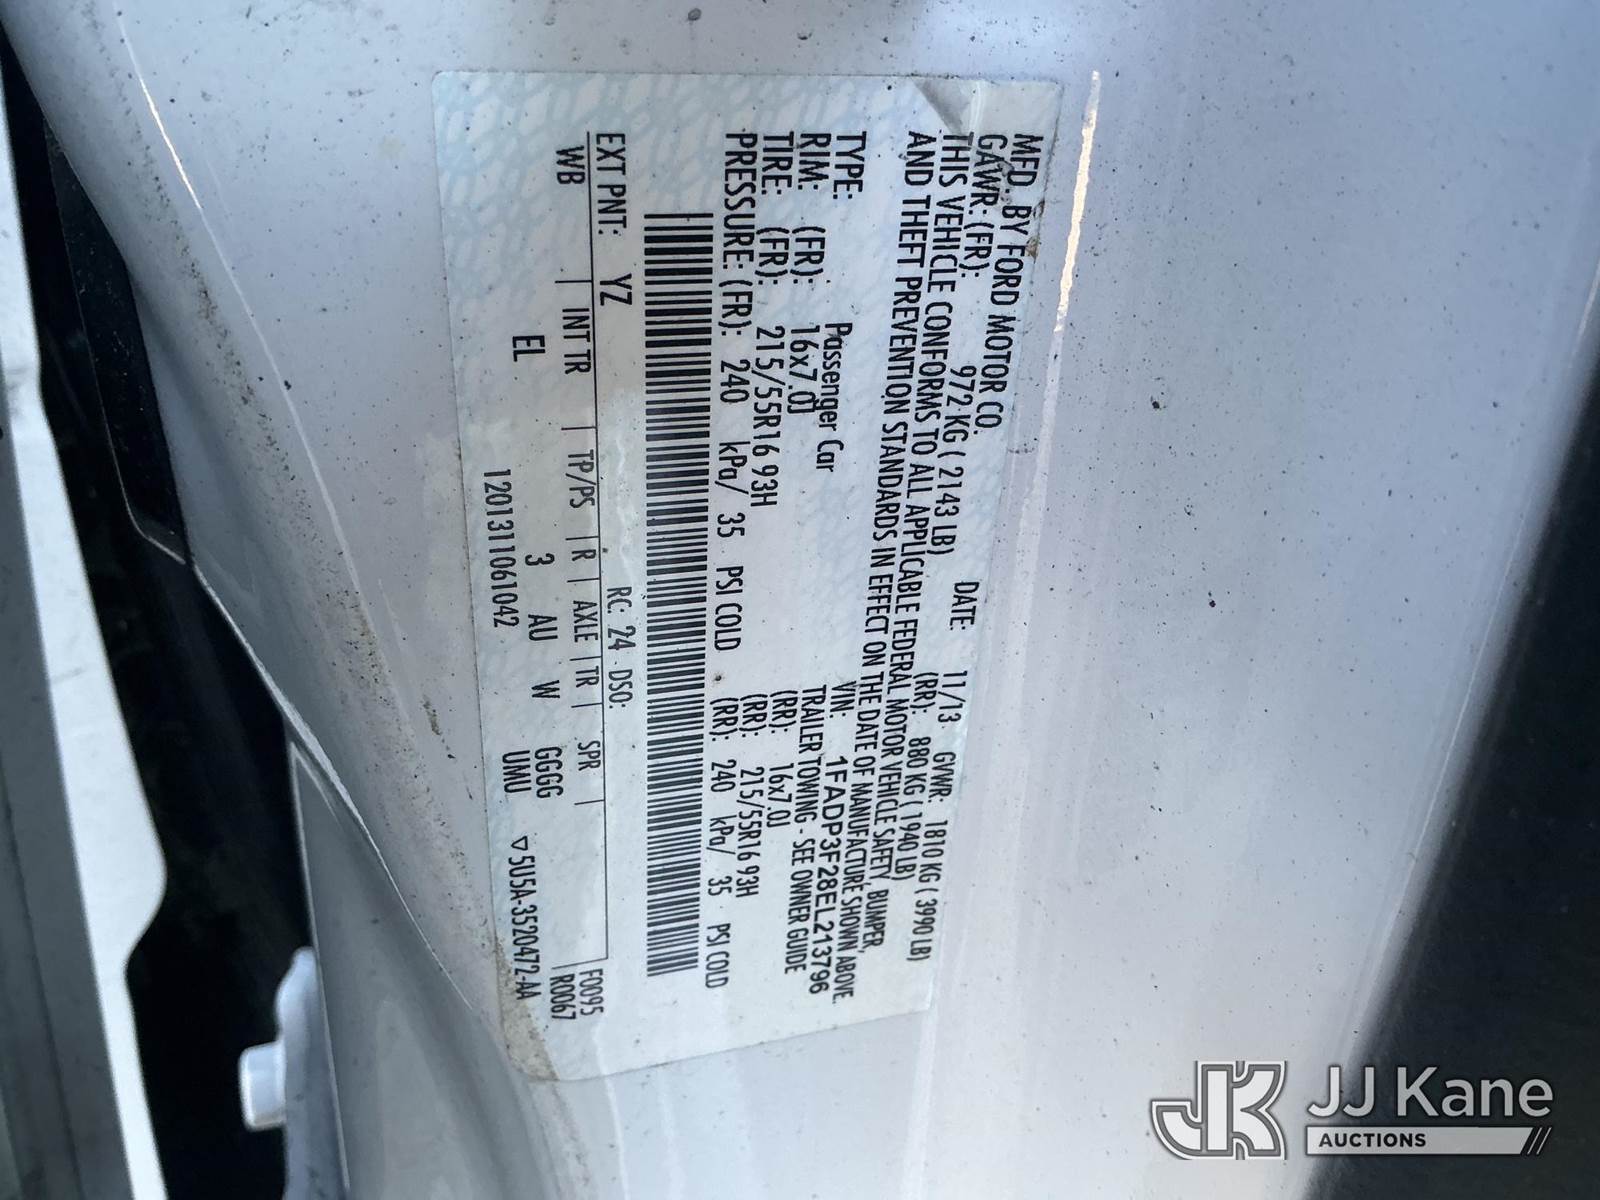 MFD. BY FORD MOTOR CO.
DATE: 11/13 GVWR: 1810 KG ( 3990 LB)
GAWR: (FR): 972 KG ( 2143 LB) (RR): 880 KG ( 1940 LB)
THIS VEHICLE CONFORMS TO ALL APPLICABLE FEDERAL MOTOR VEHICLE SAFETY, BUMPER,
AND THEFT PREVENTION STANDARDS IN EFFECT ON THE DATE OF MANUFACTURE SHOWN ABOVE.
VIN: 1FADP3F28EL213796
TYPE: Passenger Car TRAILER TOWING - SEE OWNER GUIDE
RIM: (FR): 16x7.0J (RR): 16x7.0J
TIRE: (FR): 215/55R16 93H (RR): 215/55R16 93H
PRESSURE: (FR): 240 kPa/ 35 PSI COLD (RR): 240 kPa/ 35 PSI COLD
EXT PNT: YZ RC: 24 DSO: F0095
WB INT TR TP/PS R AXLE TR SPR R0067
EL 3 AU W GGGG
UMU
12013110610​42 ▽5U5A-3520472-AA
JK JJ Kane
AUCTIONS